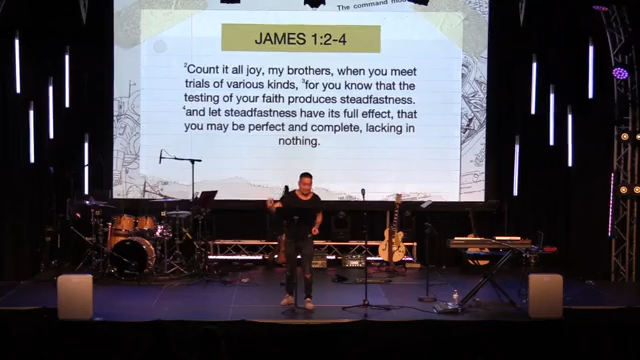 The command mo
JAMES 1:2-4
²Count it all joy, my brothers, when you meet
trials of various kinds, ³for you know that the
testing of your faith produces steadfastness.
⁴and let steadfastness have its full effect, that
you may be perfect and complete, lacking in
nothing.